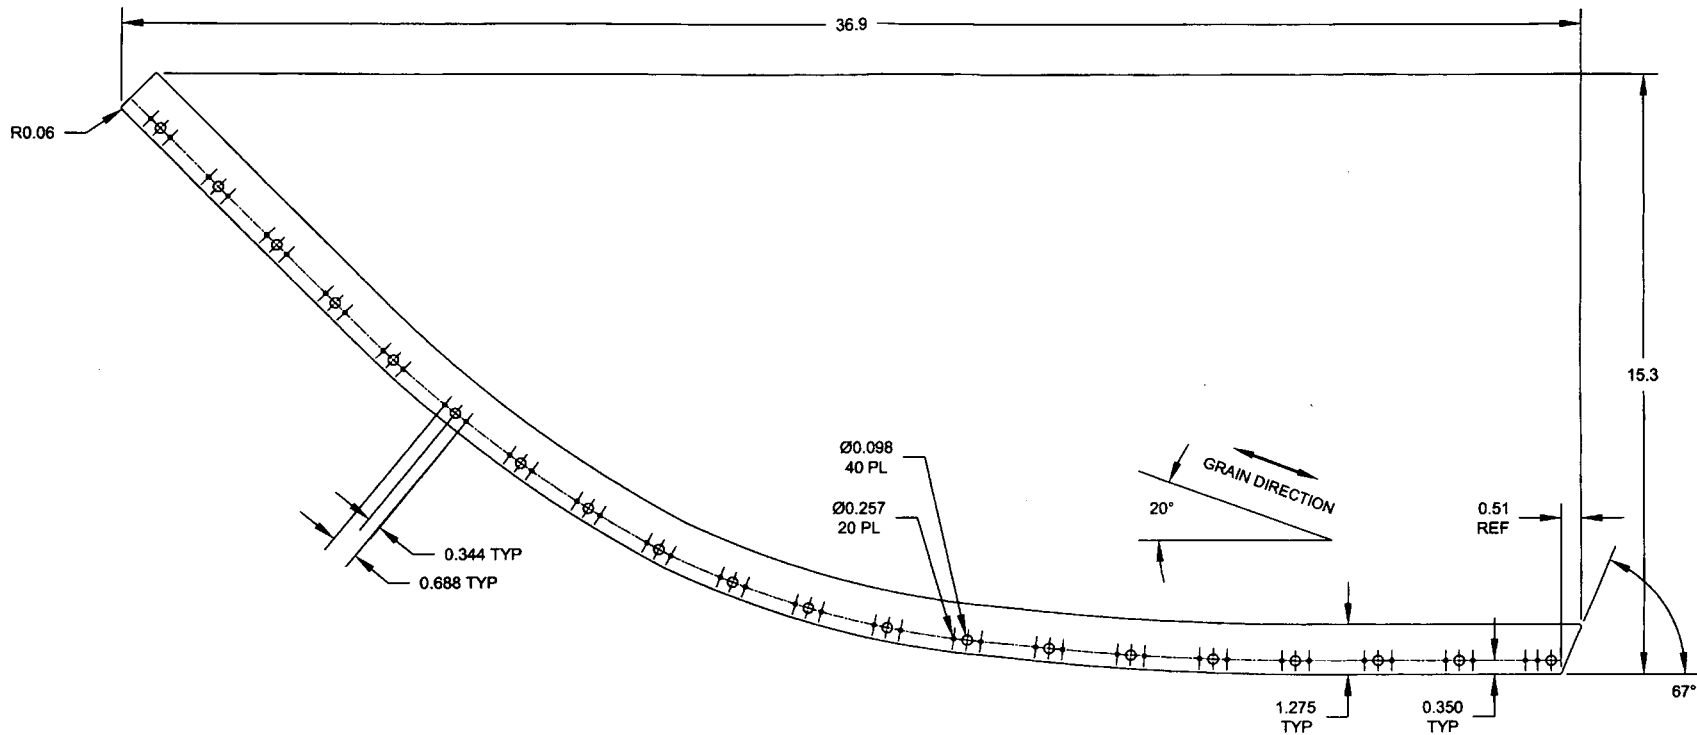 36.9
R0.06
15.3
Ø0.098
40 PL
Ø0.257
20 PL
GRAIN DIRECTION
20°
0.51
REF
0.344 TYP
0.688 TYP
1.275
TYP
0.350
TYP
67°